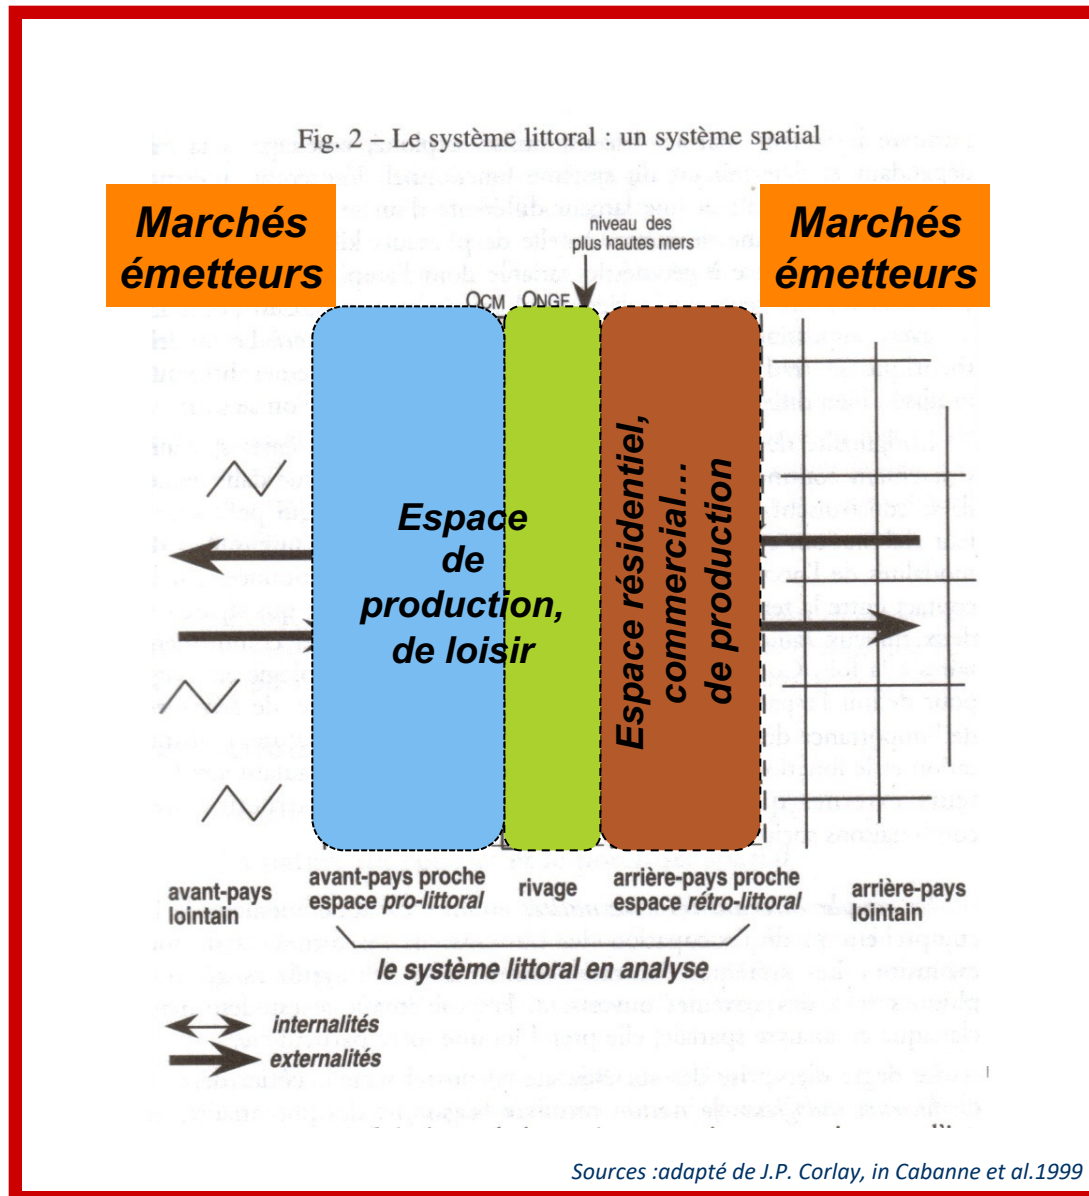 Fig. 2 – Le système littoral : un système spatial
Marchés
émetteurs
niveau des
plus hautes mers
Marchés
émetteurs
OCM ONGF
Espace
de
production,
de loisir
Espace résidentiel,
commercial...
de production
avant-pays
lointain
avant-pays proche
espace pro-littoral
rivage
arrière-pays proche
espace rétro-littoral
arrière-pays
lointain
le système littoral en analyse
internalités
externalités
Sources :adapté de J.P. Corlay, in Cabanne et al.1999